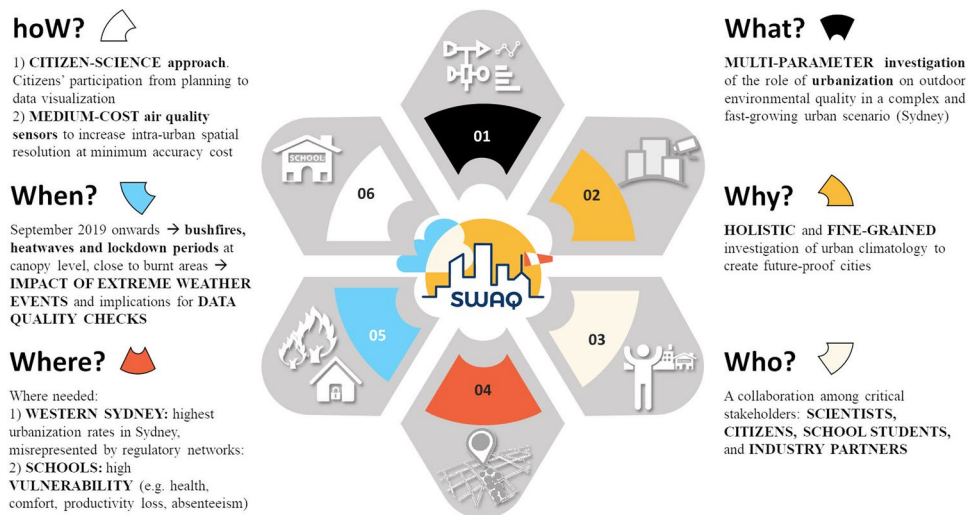 hoW?
1) CITIZEN-SCIENCE approach.
Citizens' participation from planning to
data visualization
2) MEDIUM-COST air quality
sensors to increase intra-urban spatial
resolution at minimum accuracy cost
When?
September 2019 onwards → bushfires,
heatwaves and lockdown periods at
canopy level, close to burnt areas →
IMPACT OF EXTREME WEATHER
EVENTS and implications for DATA
QUALITY CHECKS
Where?
Where needed:
1) WESTERN SYDNEY: highest
urbanization rates in Sydney,
misrepresented by regulatory networks:
2) SCHOOLS: high
VULNERABILITY (e.g. health,
comfort, productivity loss, absenteeism)
01
02
03
04
05
06
SCHOOL
SWAQ
What?
MULTI-PARAMETER investigation
of the role of urbanization on outdoor
environmental quality in a complex and
fast-growing urban scenario (Sydney)
Why?
HOLISTIC and FINE-GRAINED
investigation of urban climatology to
create future-proof cities
Who?
A collaboration among critical
stakeholders: SCIENTISTS,
CITIZENS, SCHOOL STUDENTS,
and INDUSTRY PARTNERS